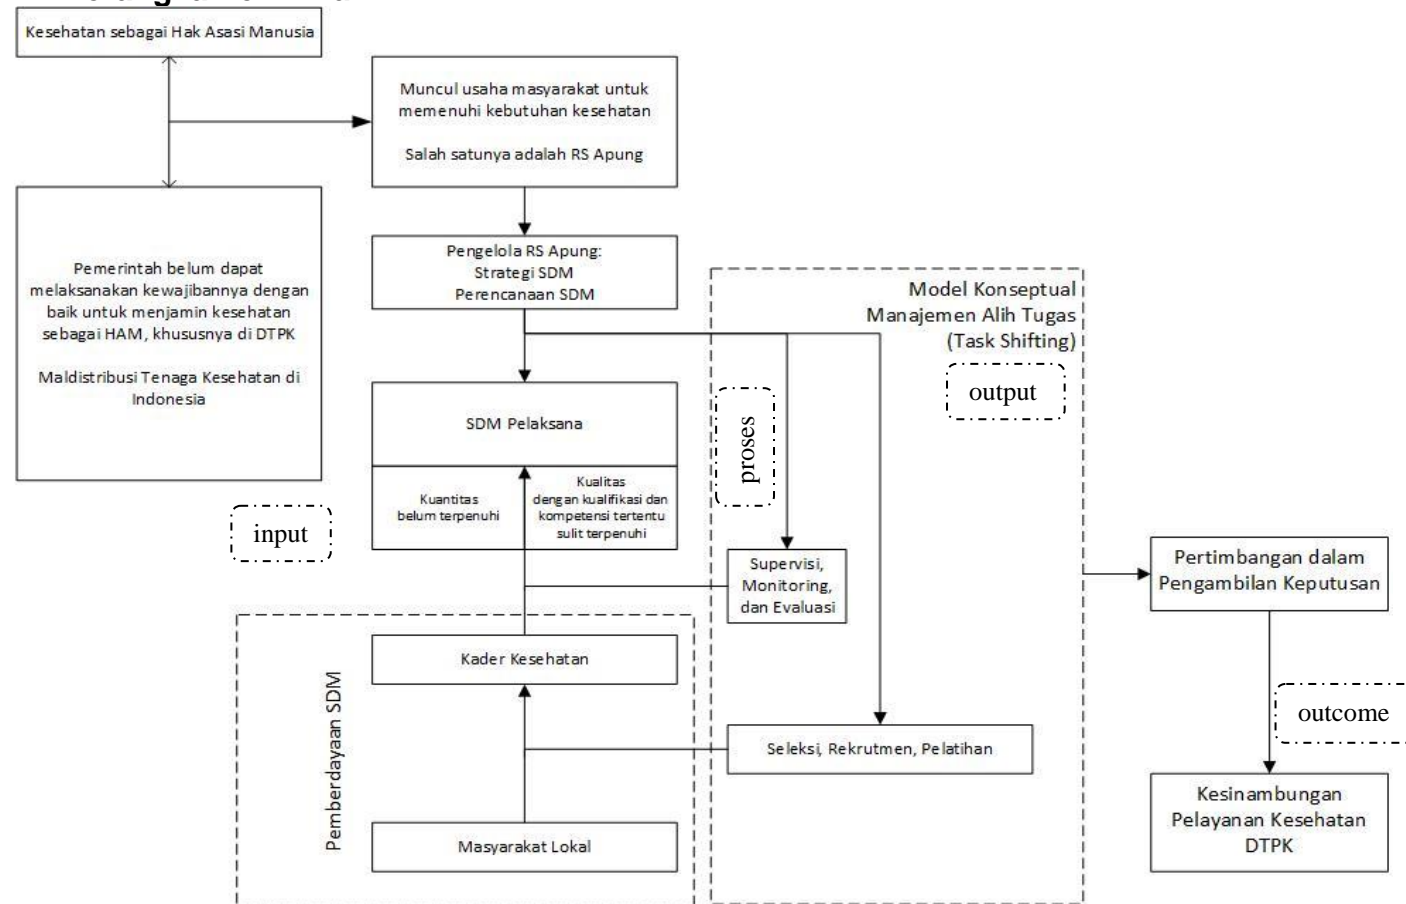 Kesehatan sebagai Hak Asasi Manusia
Muncul usaha masyarakat untuk
memenuhi kebutuhan kesehatan
Salah satunya adalah RS Apung
Pemerintah belum dapat
melaksanakan kewajibannya dengan
baik untuk menjamin kesehatan
sebagai HAM, khususnya di DTPK
Maldistribusi Tenaga Kesehatan di
Indonesia
Pengelola RS Apung:
Strategi SDM
Perencanaan SDM
Model Konseptual
Manajemen Alih Tugas
(Task Shifting)
output
proses
SDM Pelaksana
Kuantitas
belum terpenuhi
Kualitas
dengan kualifikasi dan
kompetensi tertentu
sulit terpenuhi
input
Supervisi,
Monitoring,
dan Evaluasi
Pertimbangan dalam
Pengambilan Keputusan
Pemberdayaan SDM
Kader Kesehatan
Seleksi, Rekrutmen, Pelatihan
Masyarakat Lokal
outcome
Kesinambungan
Pelayanan Kesehatan
DTPK